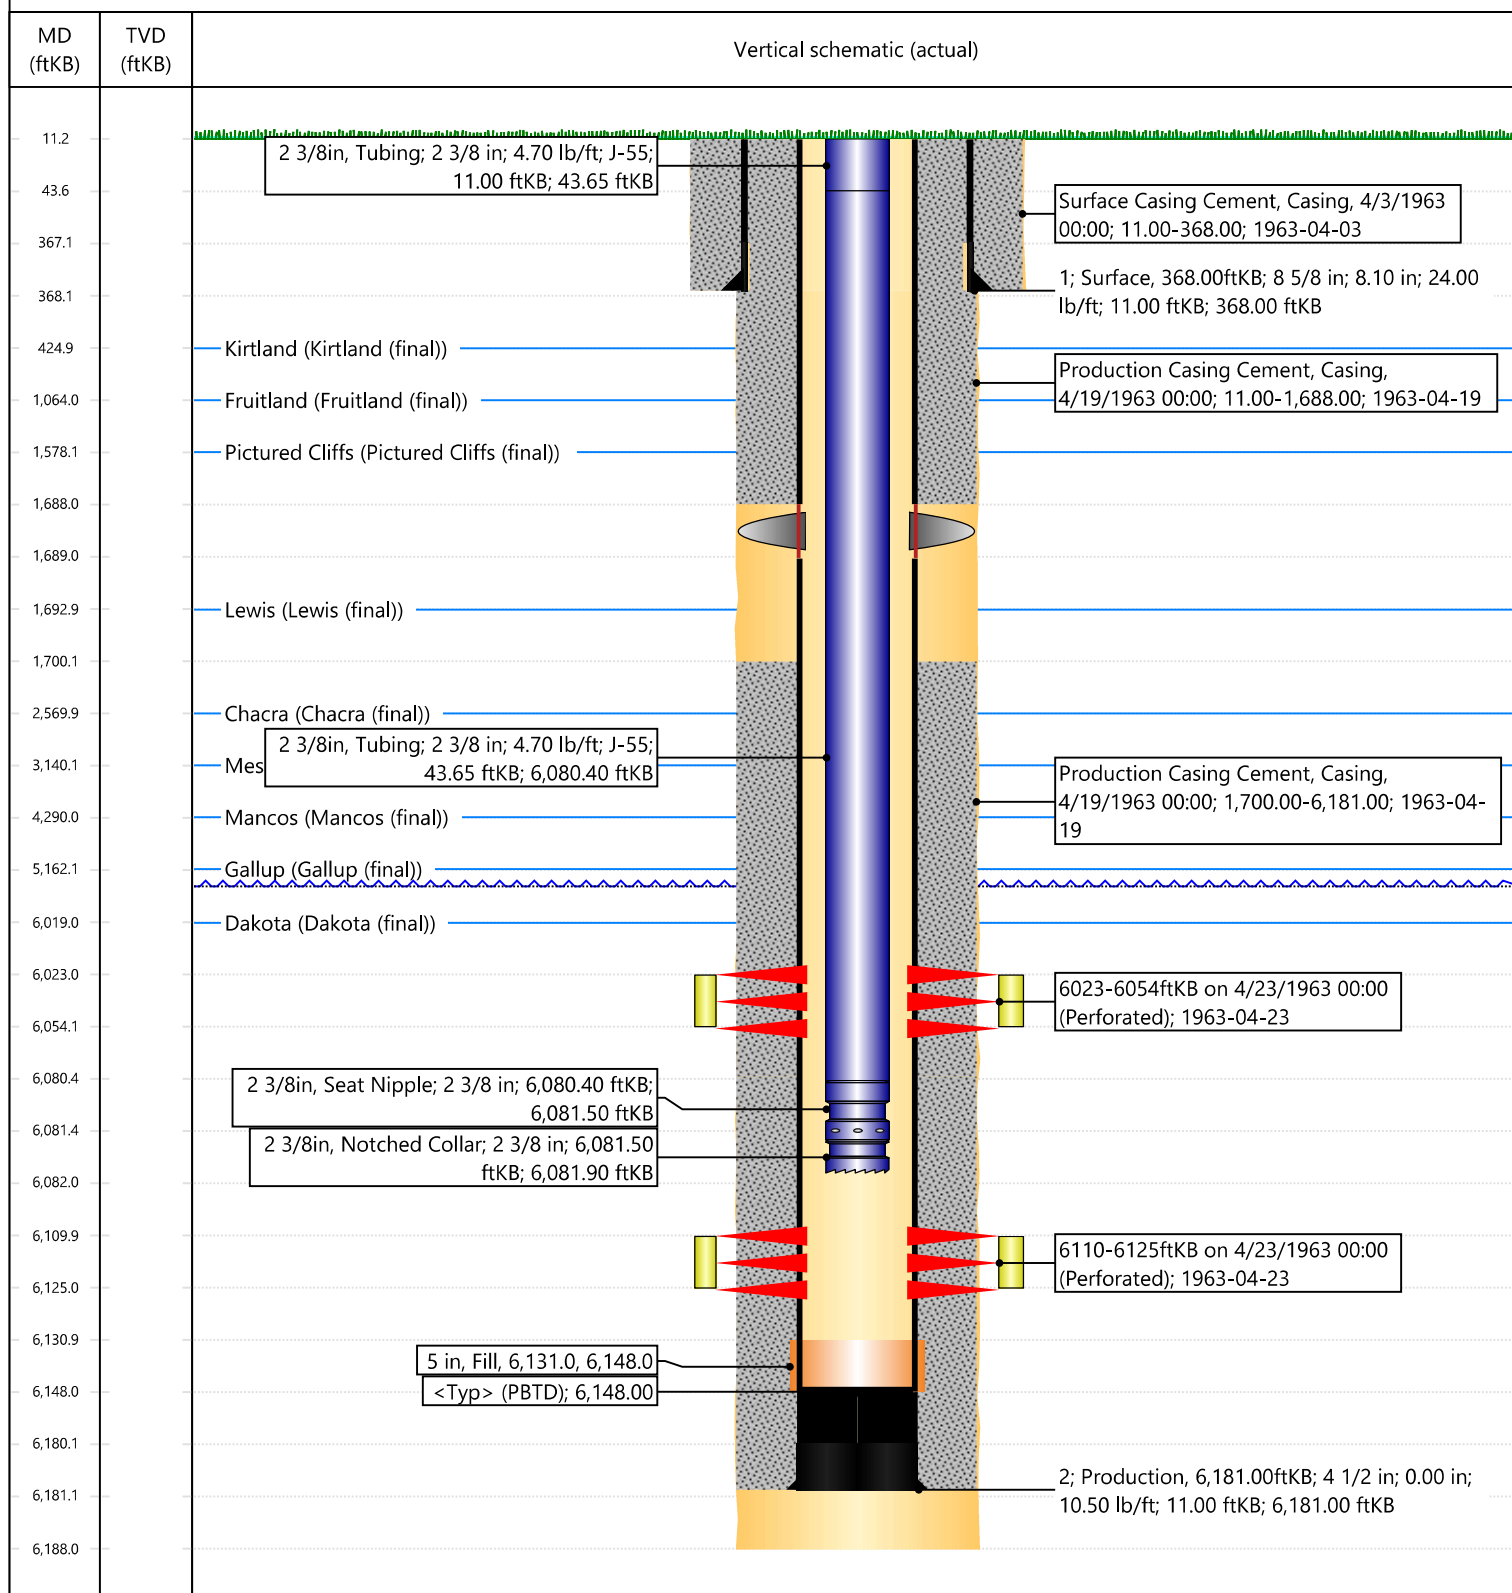 MD
(ftKB)
TVD
(ftKB)
Vertical schematic (actual)
11.2
43.6
367.1
368.1
424.9
1,064.0
1,578.1
1,688.0
1,689.0
1,692.9
1,700.1
2,569.9
3,140.1
4,290.0
5,162.1
6,019.0
6,023.0
6,054.1
6,080.4
6,081.4
6,082.0
6,109.9
6,125.0
6,130.9
6,148.0
6,180.1
6,181.1
6,188.0
2 3/8in, Tubing; 2 3/8 in; 4.70 lb/ft; J-55;
11.00 ftKB; 43.65 ftKB
Surface Casing Cement, Casing, 4/3/1963
00:00; 11.00-368.00; 1963-04-03
1; Surface, 368.00ftKB; 8 5/8 in; 8.10 in; 24.00
lb/ft; 11.00 ftKB; 368.00 ftKB
Kirtland (Kirtland (final))
Production Casing Cement, Casing,
4/19/1963 00:00; 11.00-1,688.00; 1963-04-19
Fruitland (Fruitland (final))
Pictured Cliffs (Pictured Cliffs (final))
Lewis (Lewis (final))
Chacra (Chacra (final))
2 3/8in, Tubing; 2 3/8 in; 4.70 lb/ft; J-55;
43.65 ftKB; 6,080.40 ftKB
Mes
Production Casing Cement, Casing,
4/19/1963 00:00; 1,700.00-6,181.00; 1963-04-
19
Mancos (Mancos (final))
Gallup (Gallup (final))
Dakota (Dakota (final))
6023-6054ftKB on 4/23/1963 00:00
(Perforated); 1963-04-23
2 3/8in, Seat Nipple; 2 3/8 in; 6,080.40 ftKB;
6,081.50 ftKB
2 3/8in, Notched Collar; 2 3/8 in; 6,081.50
ftKB; 6,081.90 ftKB
6110-6125ftKB on 4/23/1963 00:00
(Perforated); 1963-04-23
5 in, Fill, 6,131.0, 6,148.0
<Typ> (PBTD); 6,148.00
2; Production, 6,181.00ftKB; 4 1/2 in; 0.00 in;
10.50 lb/ft; 11.00 ftKB; 6,181.00 ftKB